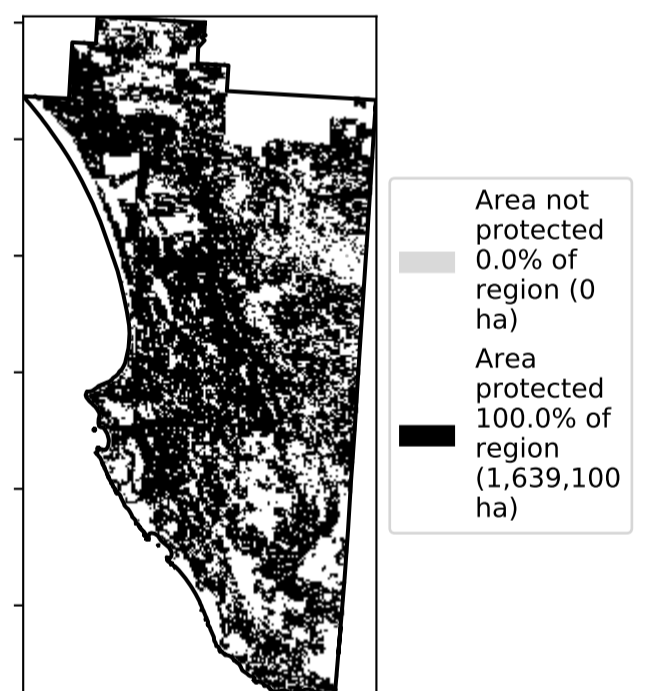 Area not
protected
0.0% of
region (0
ha)
Area
protected
100.0% of
region
(1,639,100
ha)